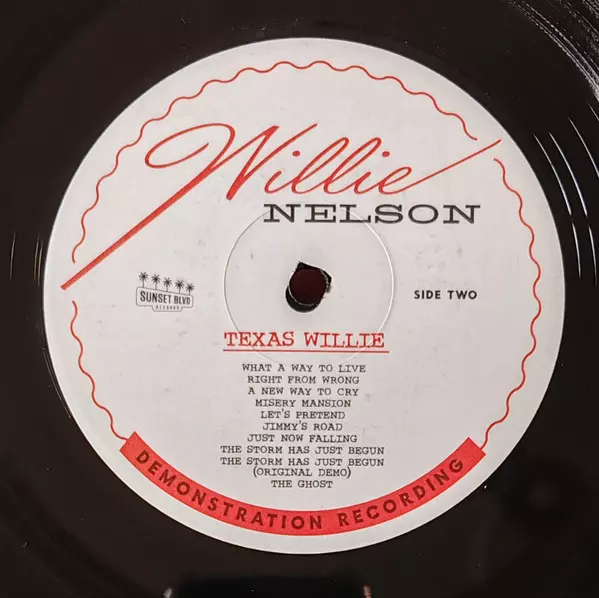 Willie
NELSON
SUNSET BLVD
RECORDS
SIDE TWO
TEXAS WILLIE
WHAT A WAY TO LIVE
RIGHT FROM WRONG
A NEW WAY TO CRY
MISERY MANSION
LET'S PRETEND
JIMMY'S ROAD
JUST NOW FALLING
THE STORM HAS JUST BEGUN
THE STORM HAS JUST BEGUN
(ORIGINAL DEMO)
THE GHOST
DEMONSTRATION RECORDING